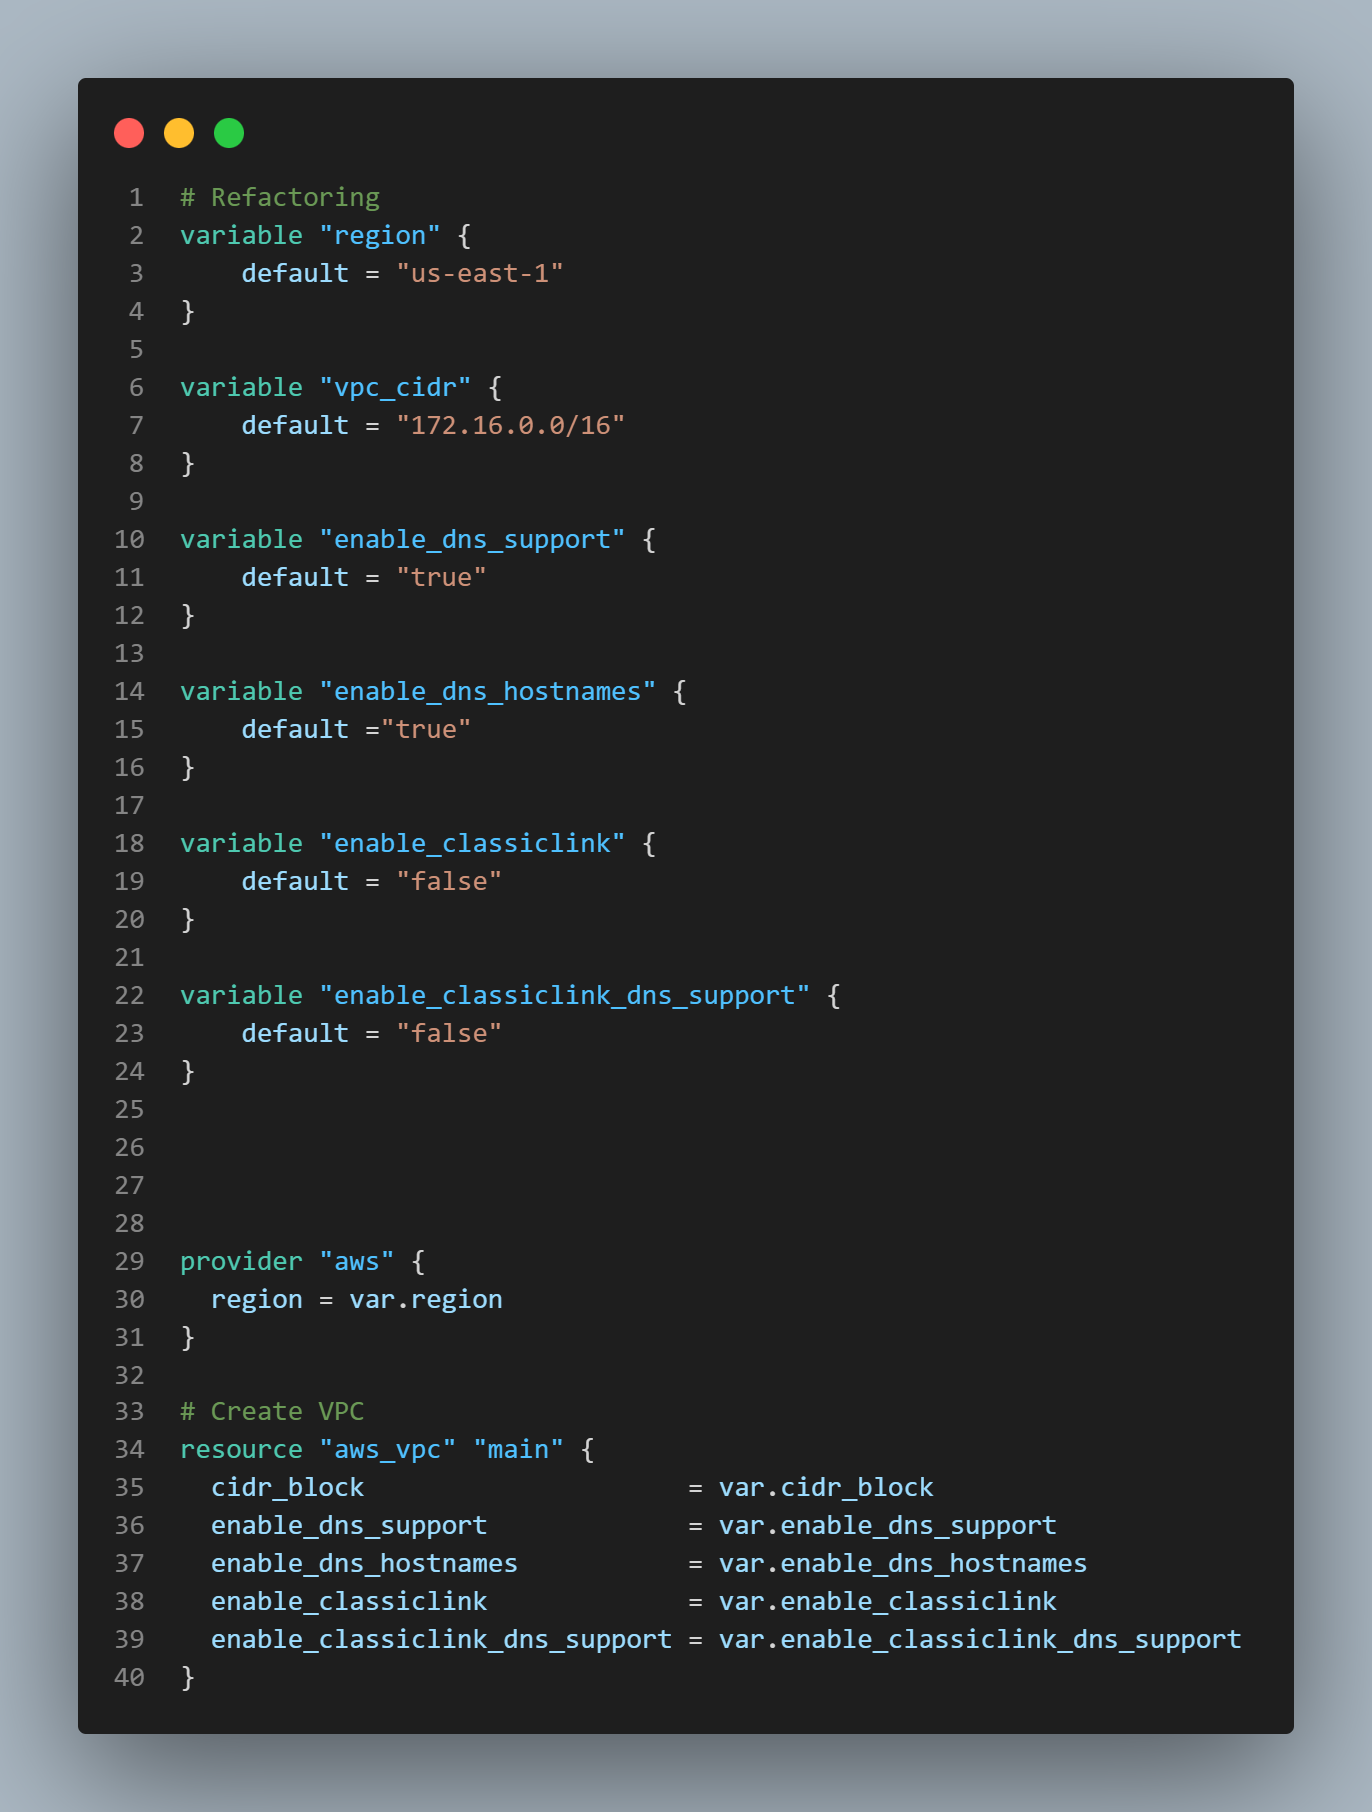 1 # Refactoring
2 variable "region" {
3     default = "us-east-1"
4 }
5
6 variable "vpc_cidr" {
7     default = "172.16.0.0/16"
8 }
9
10 variable "enable_dns_support" {
11     default = "true"
12 }
13
14 variable "enable_dns_hostnames" {
15     default ="true"
16 }
17
18 variable "enable_classiclink" {
19     default = "false"
20 }
21
22 variable "enable_classiclink_dns_support" {
23     default = "false"
24 }
25
26
27
28
29 provider "aws" {
30   region = var.region
31 }
32
33 # Create VPC
34 resource "aws_vpc" "main" {
35   cidr_block                     = var.cidr_block
36   enable_dns_support             = var.enable_dns_support
37   enable_dns_hostnames           = var.enable_dns_hostnames
38   enable_classiclink             = var.enable_classiclink
39   enable_classiclink_dns_support = var.enable_classiclink_dns_support
40 }